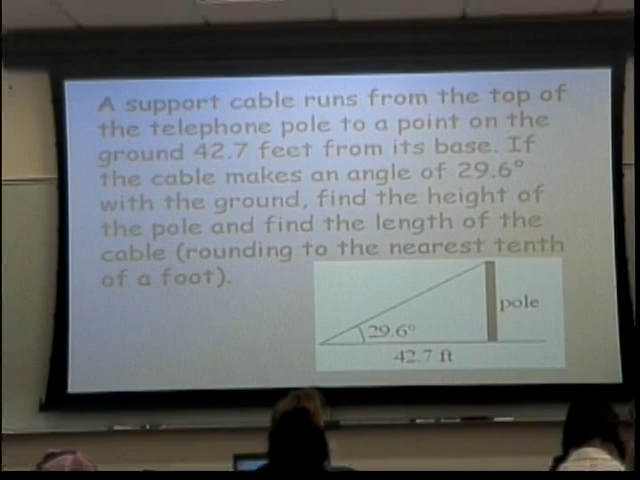 A support cable runs from the top of
the telephone pole to a point on the
ground 42.7 feet from its base. If
the cable makes an angle of 29.6°
with the ground, find the height of
the pole and find the length of the
cable (rounding to the nearest tenth
of a foot).
pole
29.6°
42.7 ft